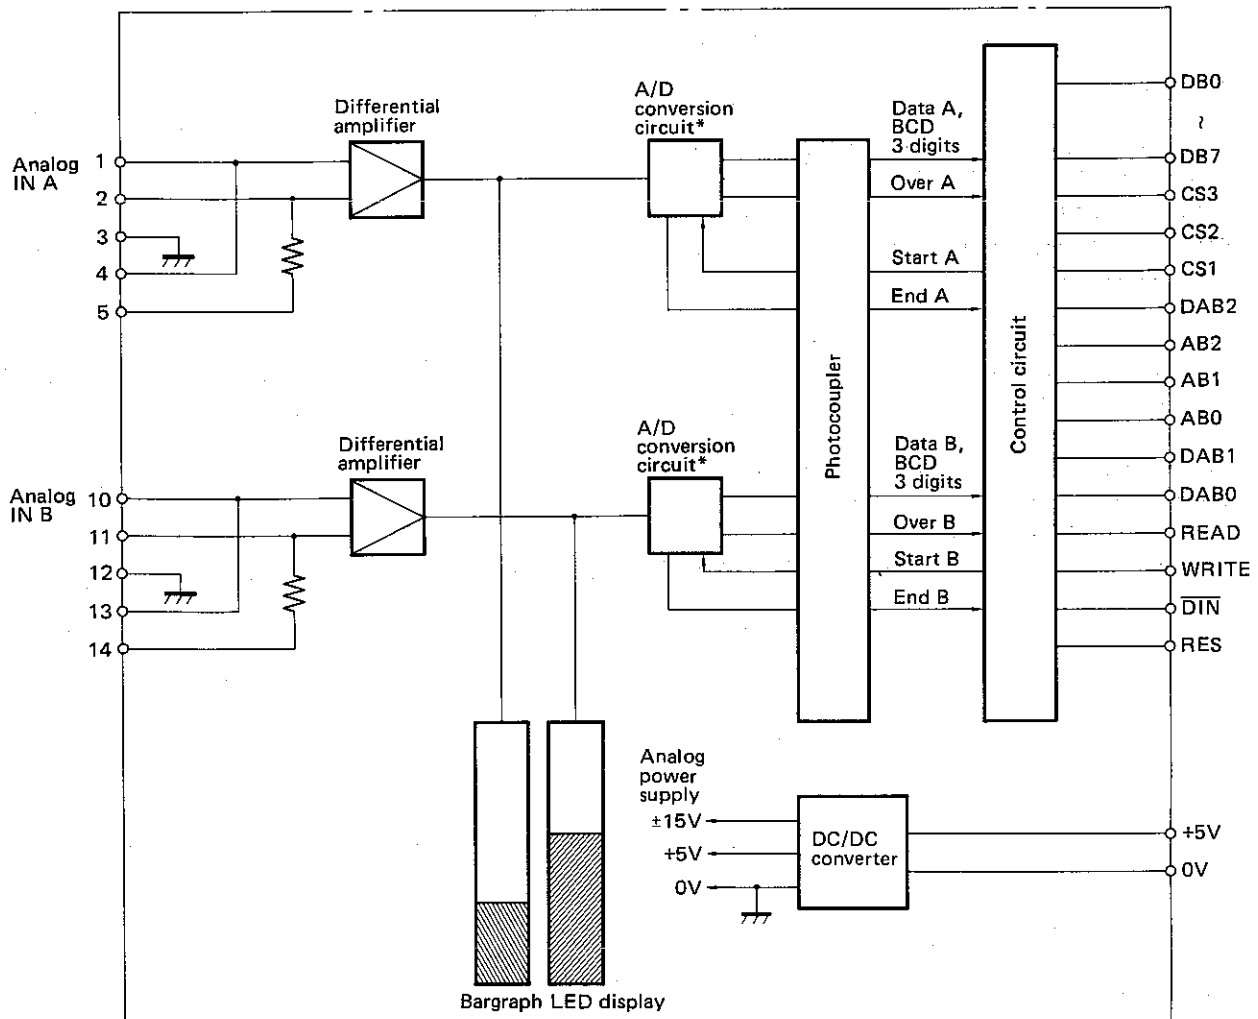 Analog
IN A
1
2
3
4
5
Differential
amplifier
A/D
conversion
circuit*
Data A,
BCD
3 digits
Over A
Start A
End A
Analog
IN B
10
11
12
13
14
Differential
amplifier
A/D
conversion
circuit*
Data B,
BCD
3 digits
Over B
Start B
End B
Photocoupler
Control circuit
DB0
~
DB7
CS3
CS2
CS1
DAB2
AB2
AB1
AB0
DAB1
DAB0
READ
WRITE
D̅I̅N̅
RES
Bargraph LED display
Analog
power
supply
±15V
+5V
0V
DC/DC
converter
+5V
0V